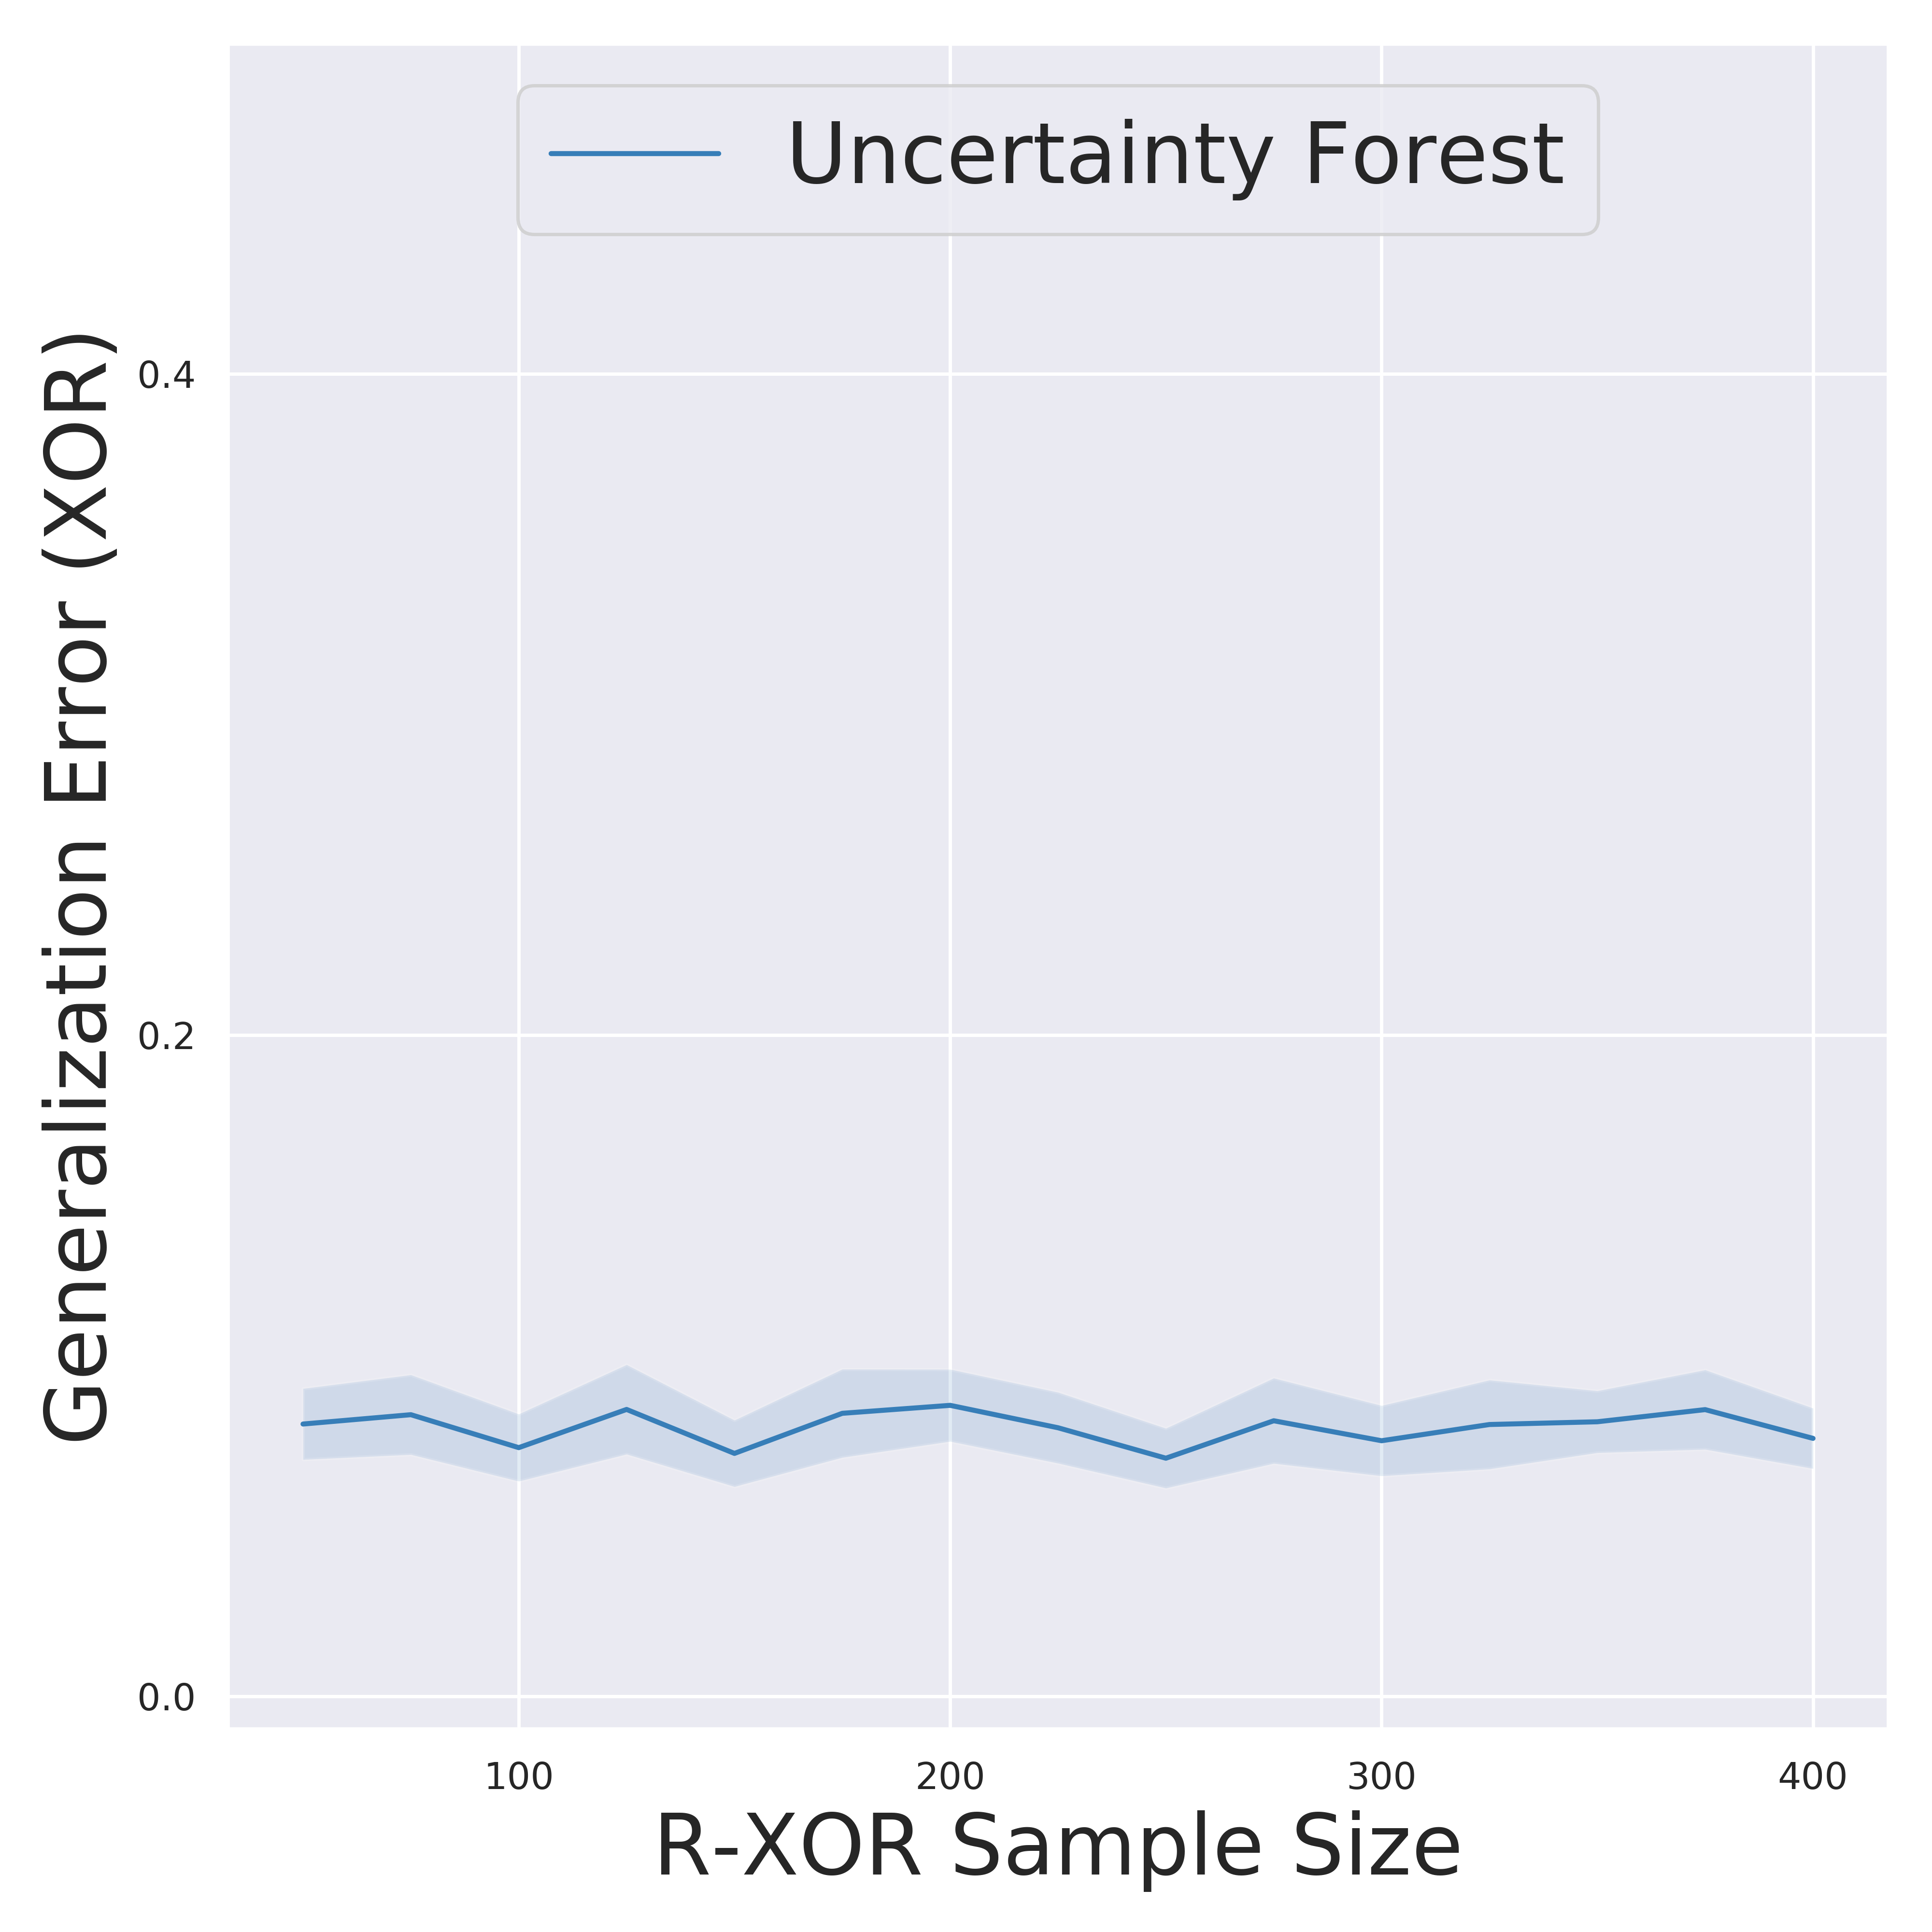 Uncertainty Forest
Generalization Error (XOR)
0.4
0.2
0.0
100 200 300 400
R-XOR Sample Size